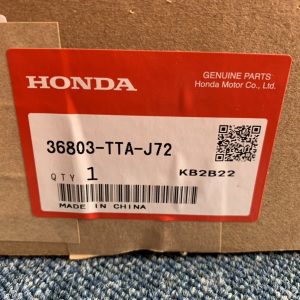 HONDA
GENUINE PARTS
Honda Motor Co., Ltd.
36803-TTA-J72
QTY 1
KB2B22
MADE IN CHINA